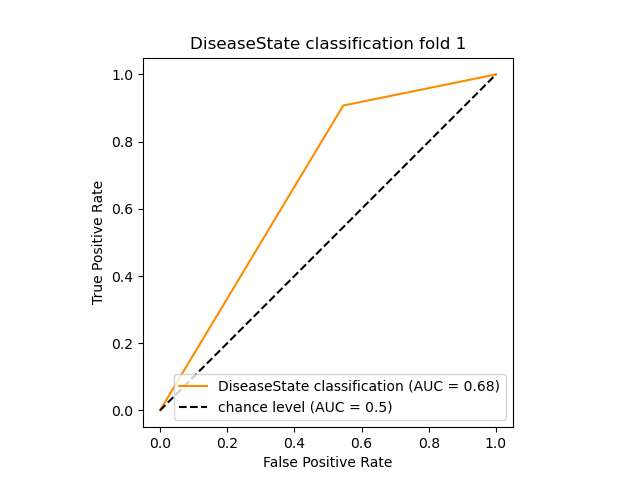 DiseaseState classification fold 1
True Positive Rate
1.0
0.8
0.6
0.4
0.2
0.0
DiseaseState classification (AUC = 0.68)
chance level (AUC = 0.5)
0.0 0.2 0.4 0.6 0.8 1.0
False Positive Rate